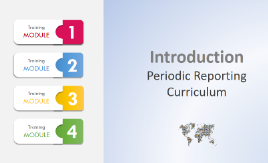 Training
MODULE
1
Training
MODULE
2
Training
MODULE
3
Training
MODULE
4
Introduction
Periodic Reporting
Curriculum